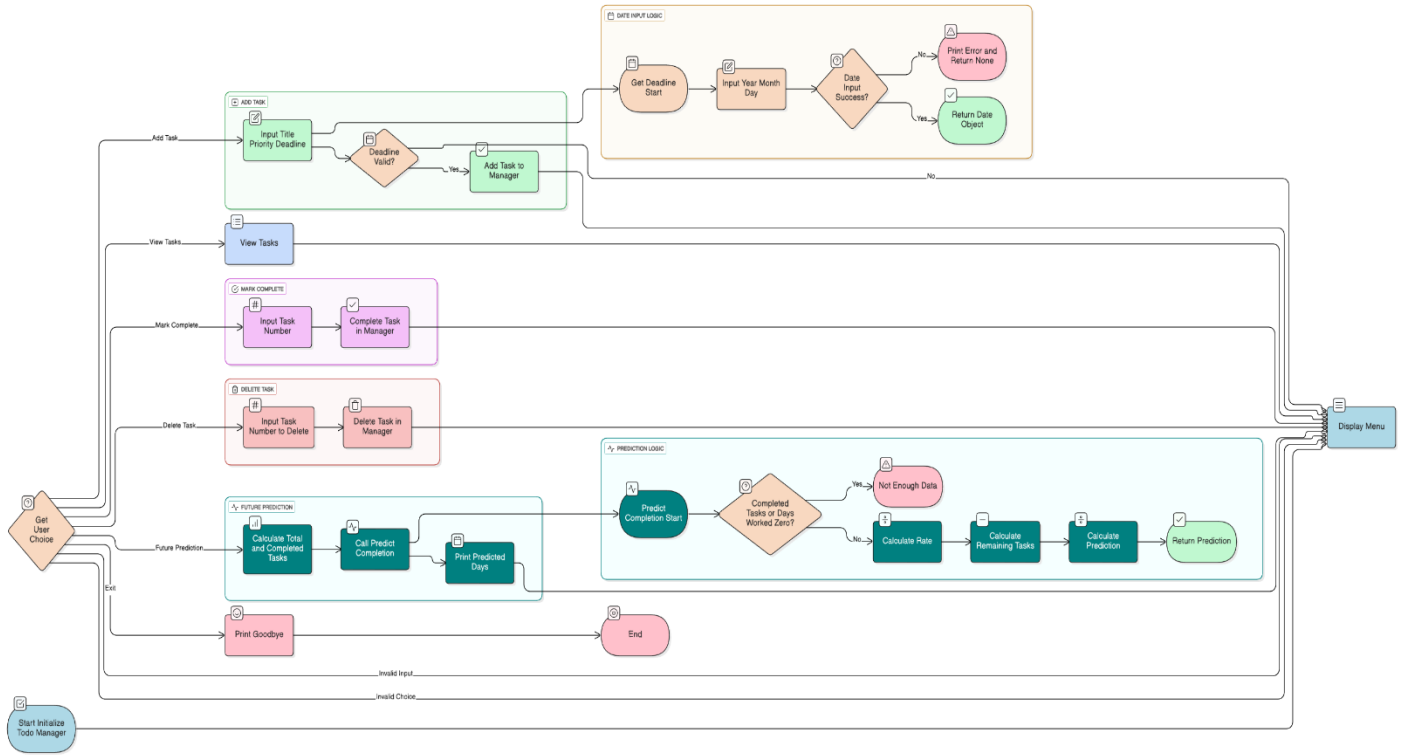 DATE INPUT LOGIC
Get Deadline
Start
Input Year Month
Day
Date
Input
Success?
No
Print Error and
Return None
Yes
Return Date
Object
ADD TASK
Add Task
Input Title
Priority Deadline
Deadline
Valid?
Yes
Add Task to
Manager
No
View Tasks
View Tasks
MARK COMPLETE
Mark Complete
Input Task
Number
Complete Task
in Manager
DELETE TASK
Delete Task
Input Task
Number to Delete
Delete Task in
Manager
Display Menu
PREDICTION LOGIC
Predict
Completion Start
Completed
Tasks or Days
Worked Zero?
Yes
Not Enough Data
No
Calculate Rate
Calculate
Remaining Tasks
Calculate
Prediction
Return Prediction
Get
User
Choice
FUTURE PREDICTION
Future Prediction
Calculate Total
and Completed
Tasks
Call Predict
Completion
Print Predicted
Days
Exit
Print Goodbye
End
Invalid Input
Invalid Choice
Start Initialize
Todo Manager